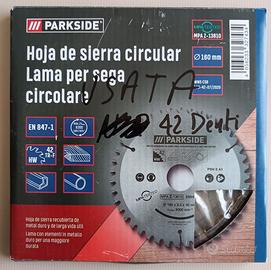 /// PARKSIDE®
MPA Z-13810
Hoja de sierra circular
Lama per sega
circolare
Ø 160 mm
USATA
42 Denti
EN 847-1
HW
42
TR-F
/// PARKSIDE
Hoja de sierra recubierta de
metal duro y de larga vida útil
Lama con elementi in metallo
duro per una maggiore
durata